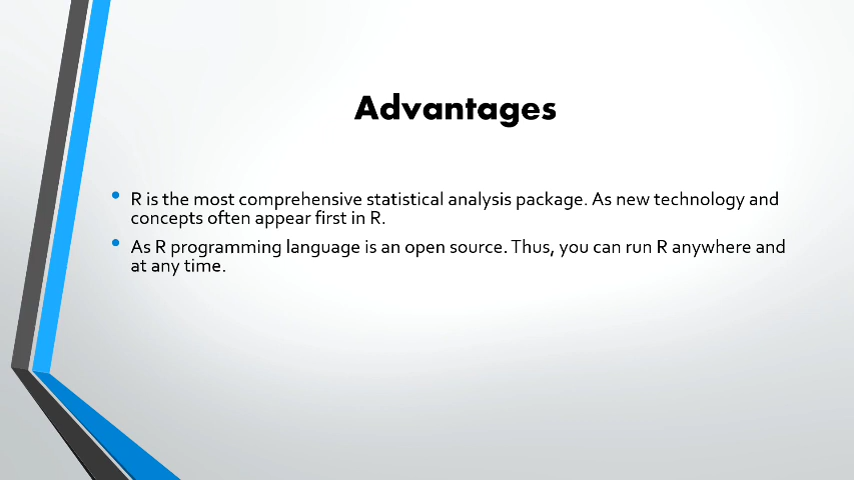 Advantages
• R is the most comprehensive statistical analysis package. As new technology and
concepts often appear first in R.
• As R programming language is an open source. Thus, you can run R anywhere and
at any time.